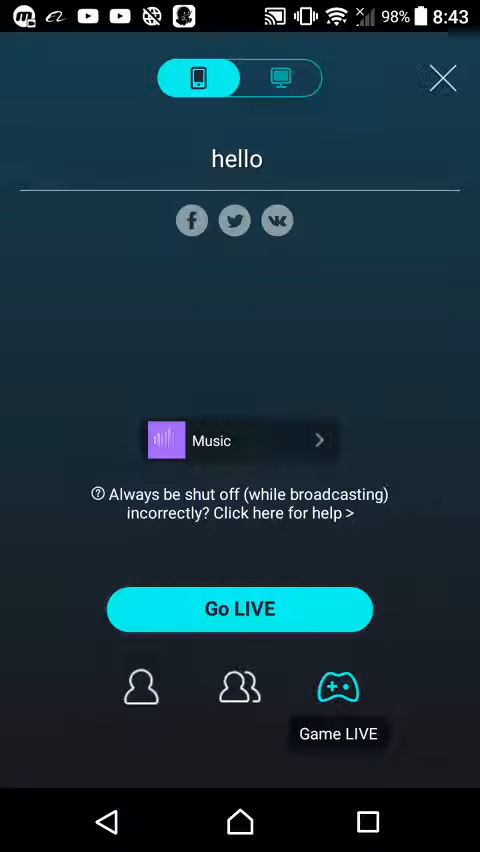 98% 8:43
hello
Music
Always be shut off (while broadcasting)
incorrectly? Click here for help >
Go LIVE
Game LIVE